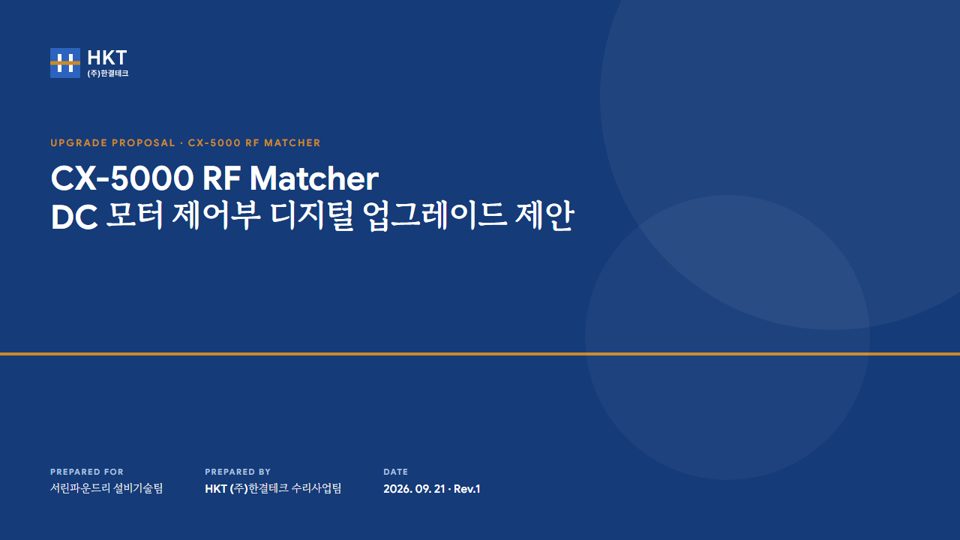 HKT
(주)한결테크
UPGRADE PROPOSAL · CX-5000 RF MATCHER
CX-5000 RF Matcher
DC 모터 제어부 디지털 업그레이드 제안
PREPARED FOR
서린파운드리 설비기술팀
PREPARED BY
HKT (주)한결테크 수리사업팀
DATE
2026. 09. 21 · Rev.1